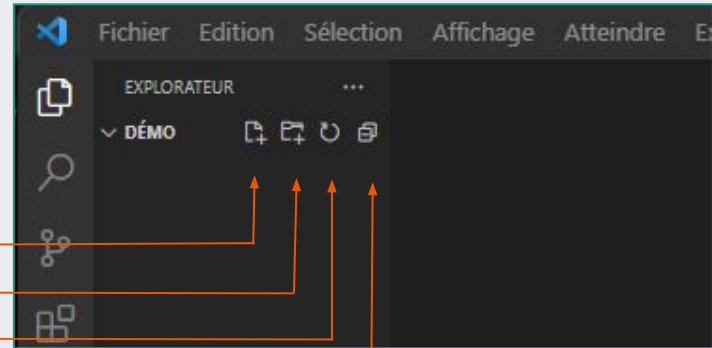 Fichier Edition Sélection Affichage Atteindre
EXPLORATEUR
DÉMO